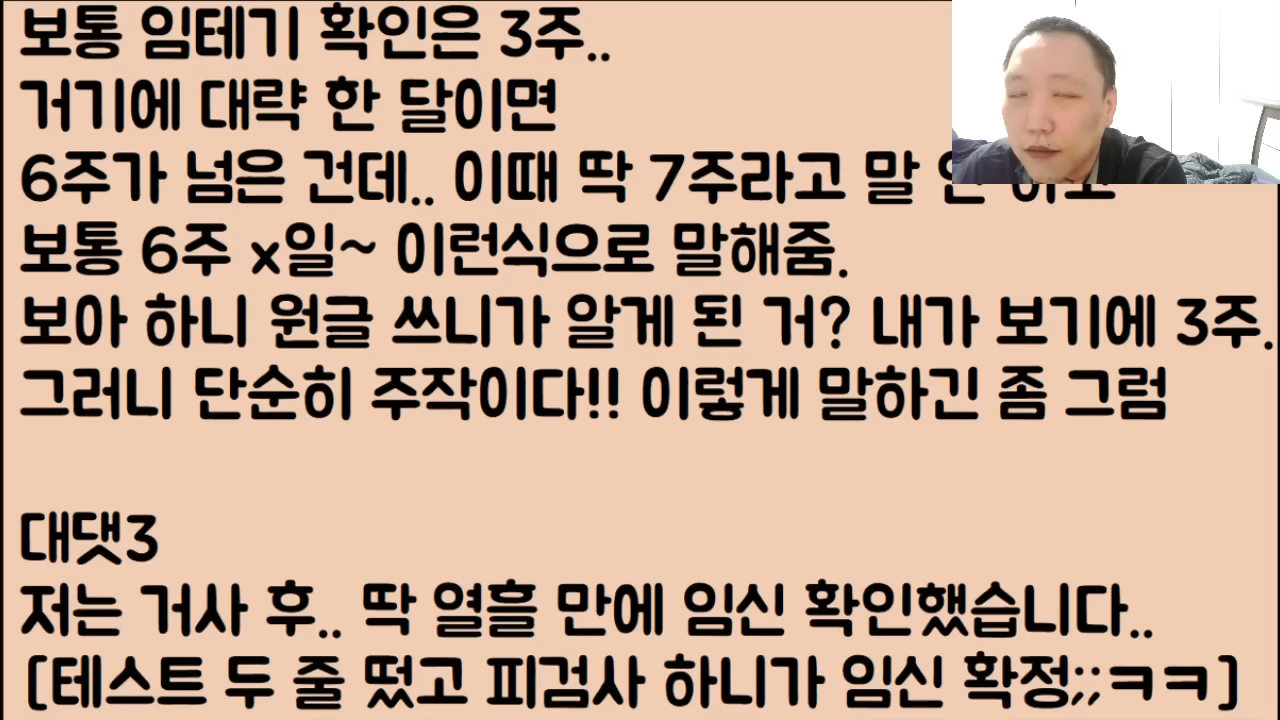 보통 임테기 확인은 3주..
거기에 대략 한 달이면
6주가 넘은 건데.. 이때 딱 7주라고 말
보통 6주 x일~ 이런식으로 말해줌.
보아 하니 원글 쓰니가 알게 된 거? 내가 보기에 3주.
그러니 단순히 주작이다!! 이렇게 말하긴 좀 그럼
대댓3
저는 거사 후.. 딱 열흘 만에 임신 확인했습니다..
[테스트 두 줄 떴고 피검사 하니가 임신 확정;;ㅋㅋ]